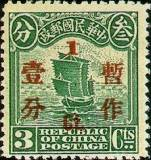 中華民國郵政
叁分
暫作
壹分
1
ct.
REPUBLIC
OF CHINA
POSTAGE
3 Cts